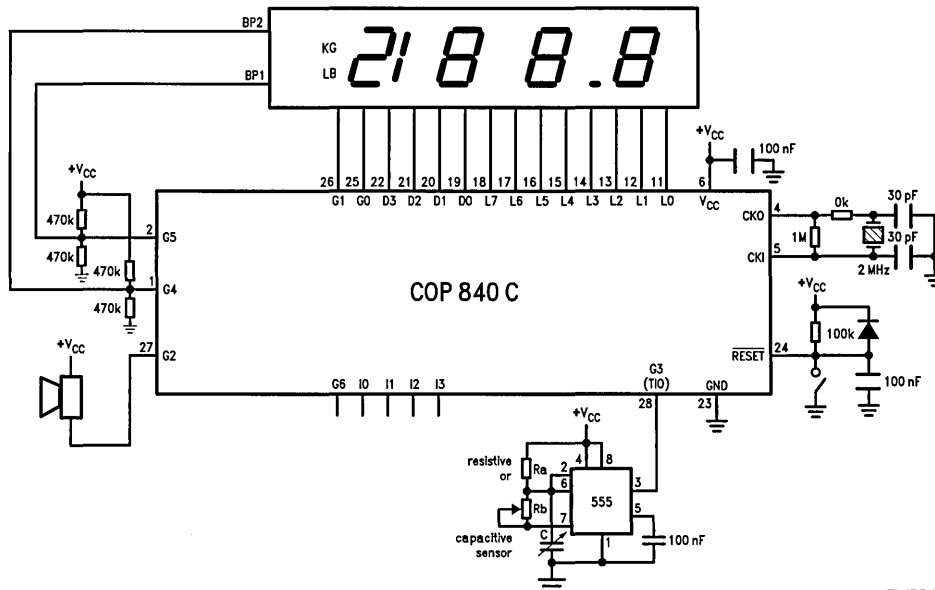 BP2
KG
BP1
LB
21 8 8.8
+VCC
100 nF
26 25 22 21 20 19 18 17 16 15 14 13 12 11 6
G1 G0 D3 D2 D1 D0 L7 L6 L5 L4 L3 L2 L1 L0 VCC
+VCC
470k
470k
470k
470k
2 G5
1 G4
27 G2
+VCC
COP 840 C
CKO 4
0k
30 pF
1M
30 pF
CKI 5
2 MHz
+VCC
100k
RESET 24
100 nF
G6 I0 I1 I2 I3
G3
(TIO)
28
GND
23
+VCC
resistive
or
Ra
Rb
capacitive
sensor
C
4 8
2
6
7
555
3
5
1
100 nF